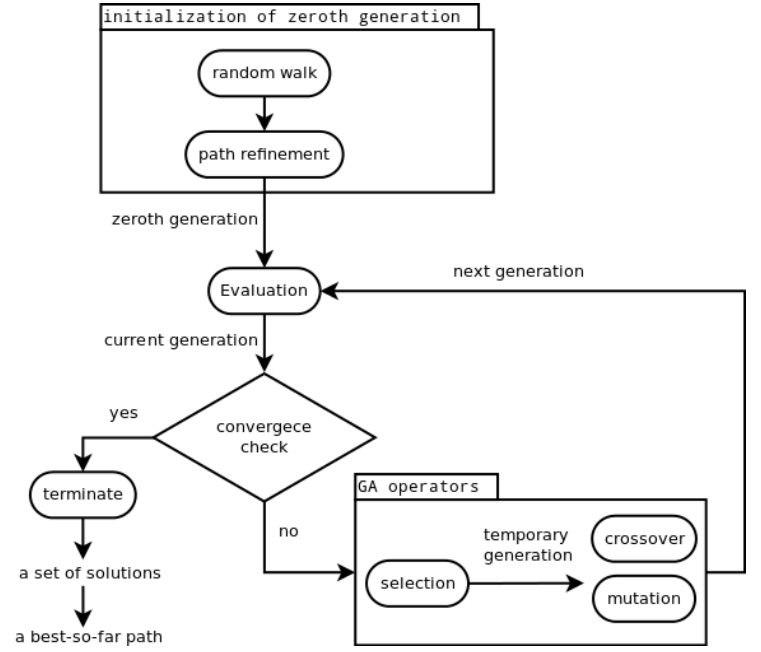 initialization of zeroth generation
random walk
path refinement
zeroth generation
Evaluation
next generation
current generation
convergece
check
yes
terminate
a set of solutions
a best-so-far path
no
GA operators
selection
temporary
generation
crossover
mutation